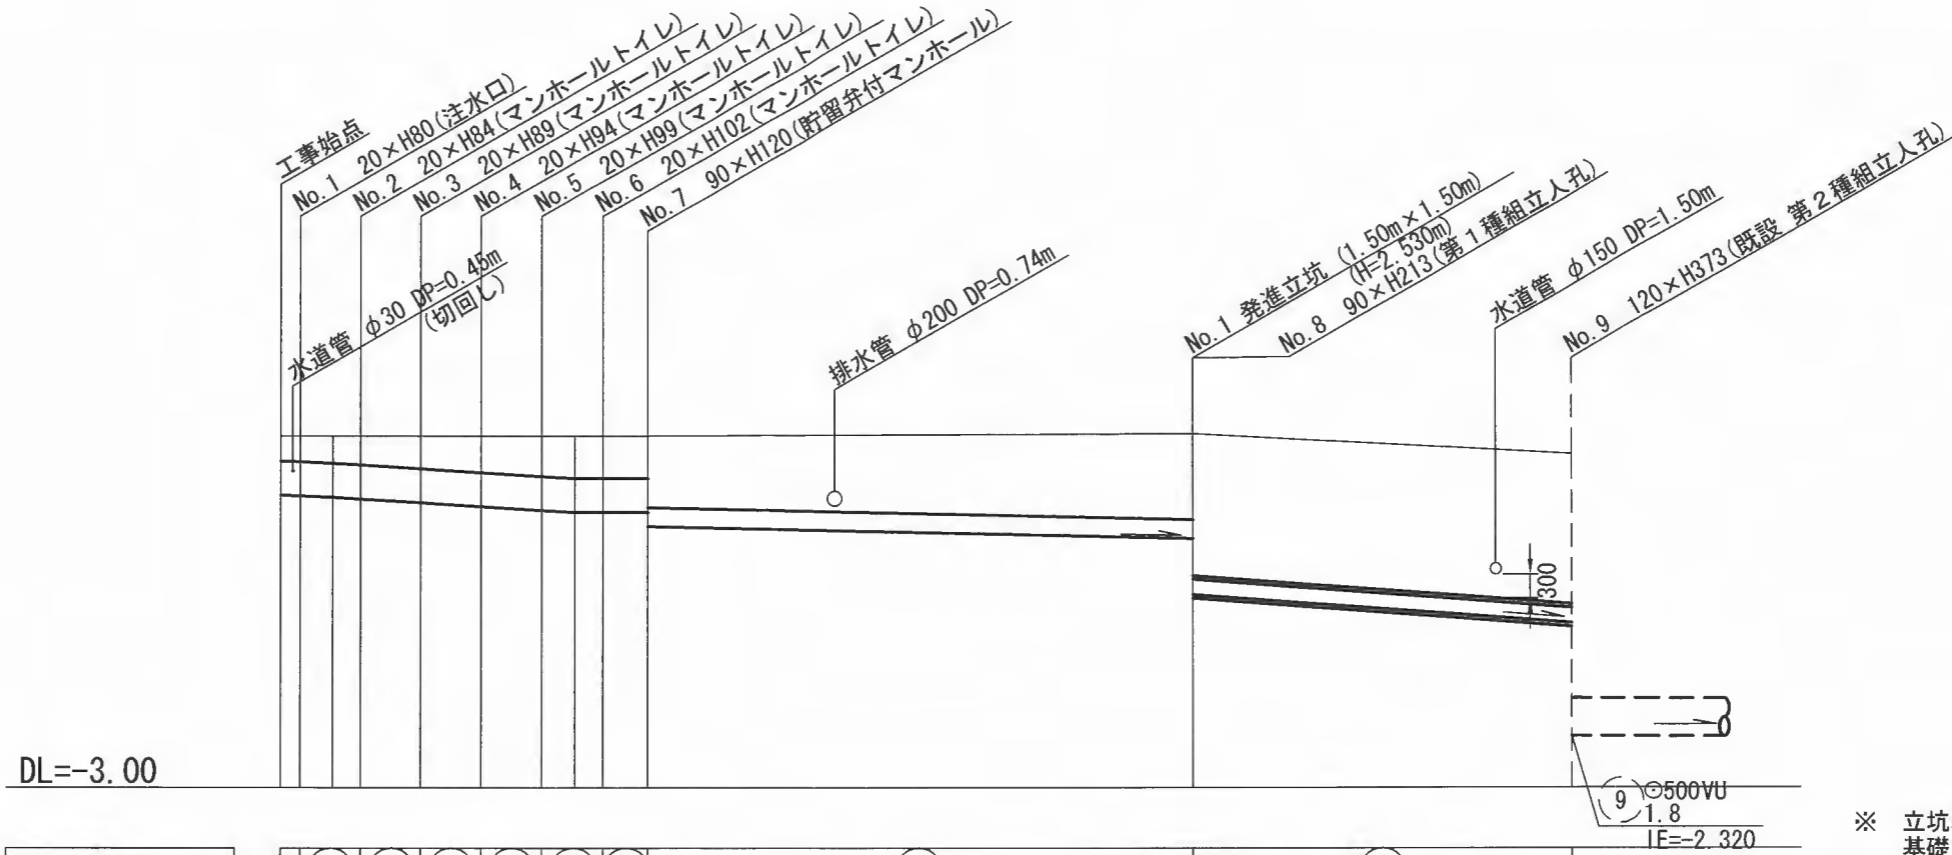 工事始点
No. 1 20×H80(注水口)
No. 2 20×H84(マンホールトイレ)
No. 3 20×H89(マンホールトイレ)
No. 4 20×H94(マンホールトイレ)
No. 5 20×H99(マンホールトイレ)
No. 6 20×H102(マンホールトイレ)
No. 7 90×H120(貯留弁付マンホール)
水道管 φ30 DP=0.45m
(切回し)
排水管 φ200 DP=0.74m
No. 1 発進立坑 (1.50m×1.50m)
(H=2.530m)
No. 8 90×H213(第1種組立人孔)
水道管 φ150 DP=1.50m
No. 9 120×H373(既設 第2種組立人孔)
300
DL=-3.00
9 ⊙500VU
1.8
IE=-2.320
※ 立坑
基礎